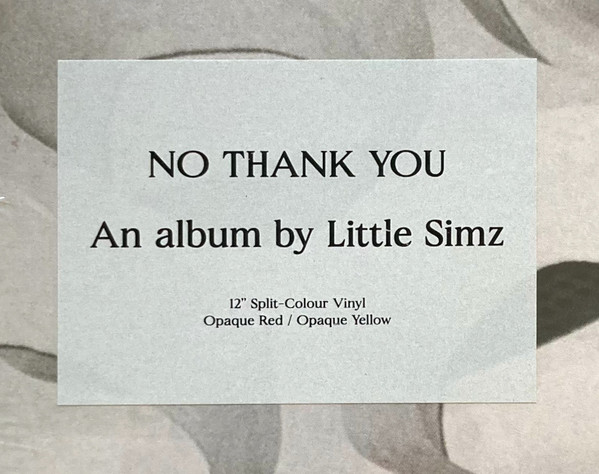 NO THANK YOU
An album by Little Simz
12" Split-Colour Vinyl
Opaque Red / Opaque Yellow